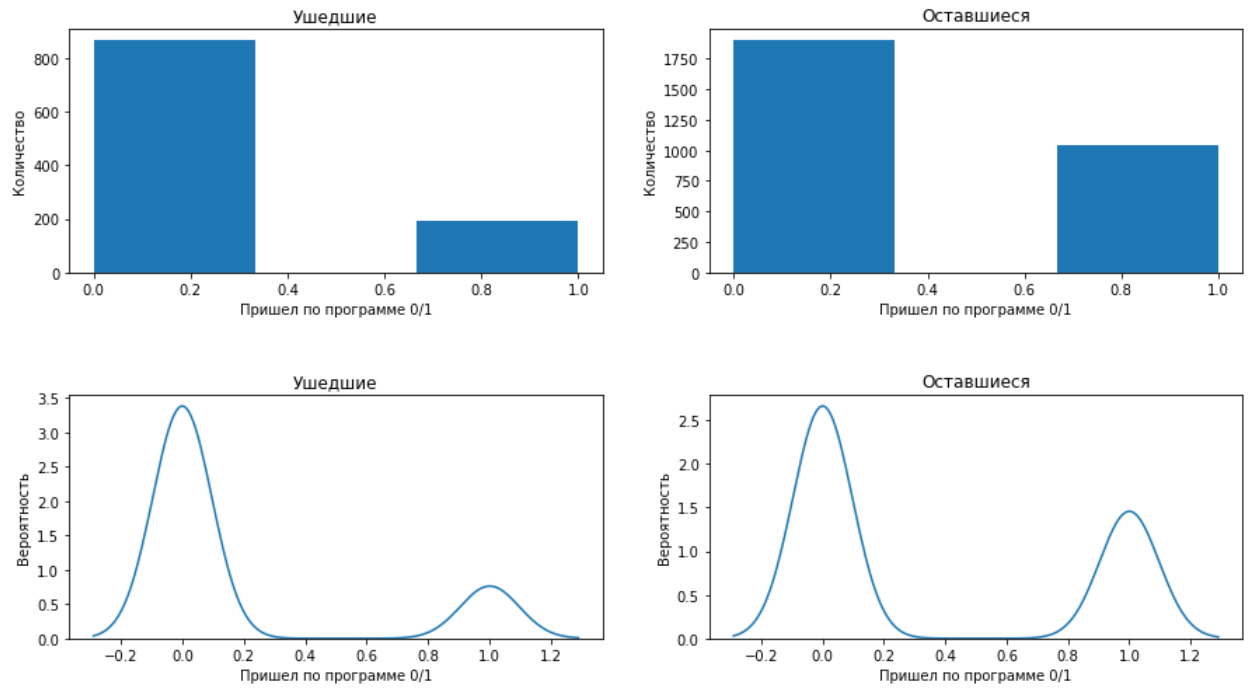 Ушедшие
800
600
400
200
0
Количество
0.0 0.2 0.4 0.6 0.8 1.0
Пришел по программе 0/1
Оставшиеся
1750
1500
1250
1000
750
500
250
0
Количество
0.0 0.2 0.4 0.6 0.8 1.0
Пришел по программе 0/1
Ушедшие
3.5
3.0
2.5
2.0
1.5
1.0
0.5
0.0
Вероятность
−0.2 0.0 0.2 0.4 0.6 0.8 1.0 1.2
Пришел по программе 0/1
Оставшиеся
2.5
2.0
1.5
1.0
0.5
0.0
Вероятность
−0.2 0.0 0.2 0.4 0.6 0.8 1.0 1.2
Пришел по программе 0/1